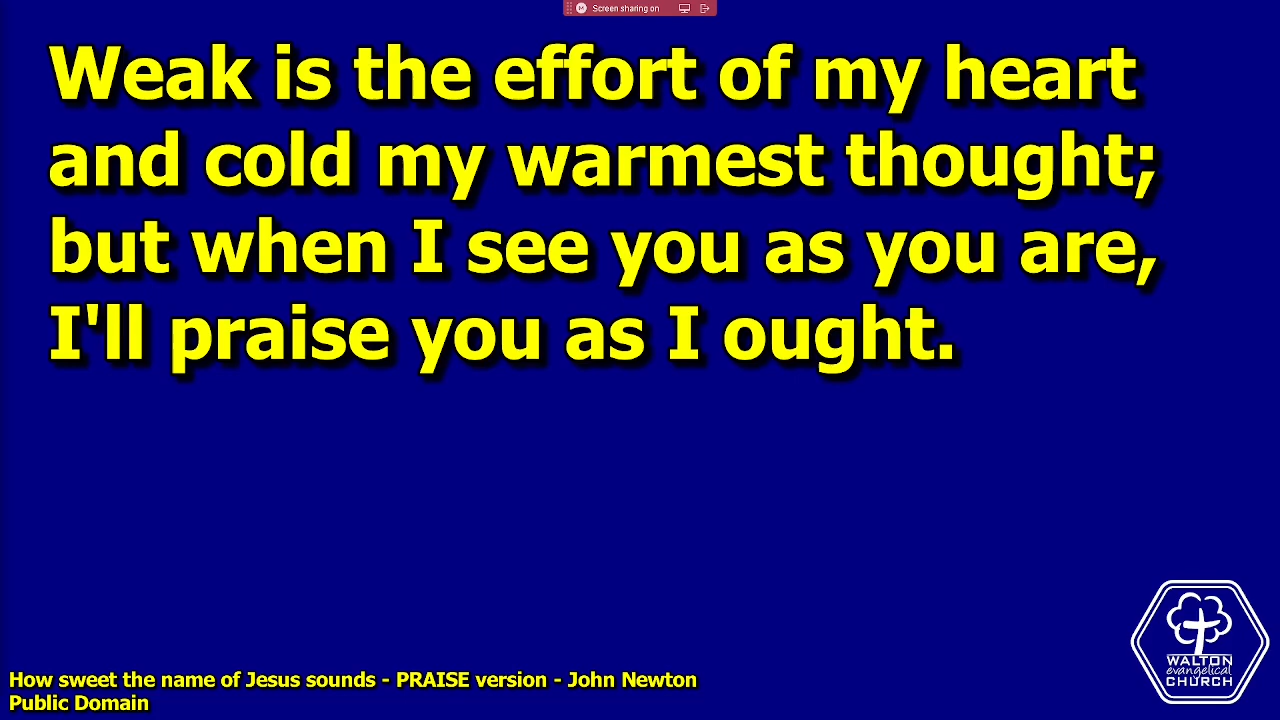 Screen sharing on
Weak is the effort of my heart
and cold my warmest thought;
but when I see you as you are,
I'll praise you as I ought.
WALTON
evangelical
CHURCH
How sweet the name of Jesus sounds - PRAISE version - John Newton
Public Domain